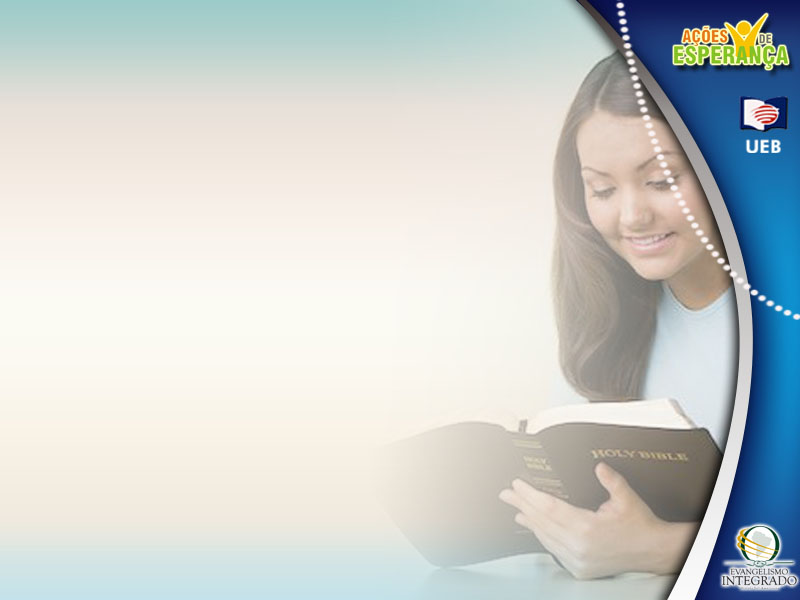 AÇÕES DE
ESPERANÇA
UEB
HOLY BIBLE
HOLY
BIBLE
EVANGELISMO
INTEGRADO